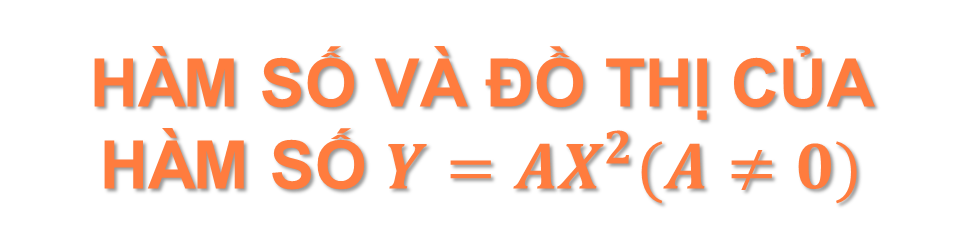 HÀM SỐ VÀ ĐỒ THỊ CỦA
HÀM SỐ Y = AX²(A ≠ 0)